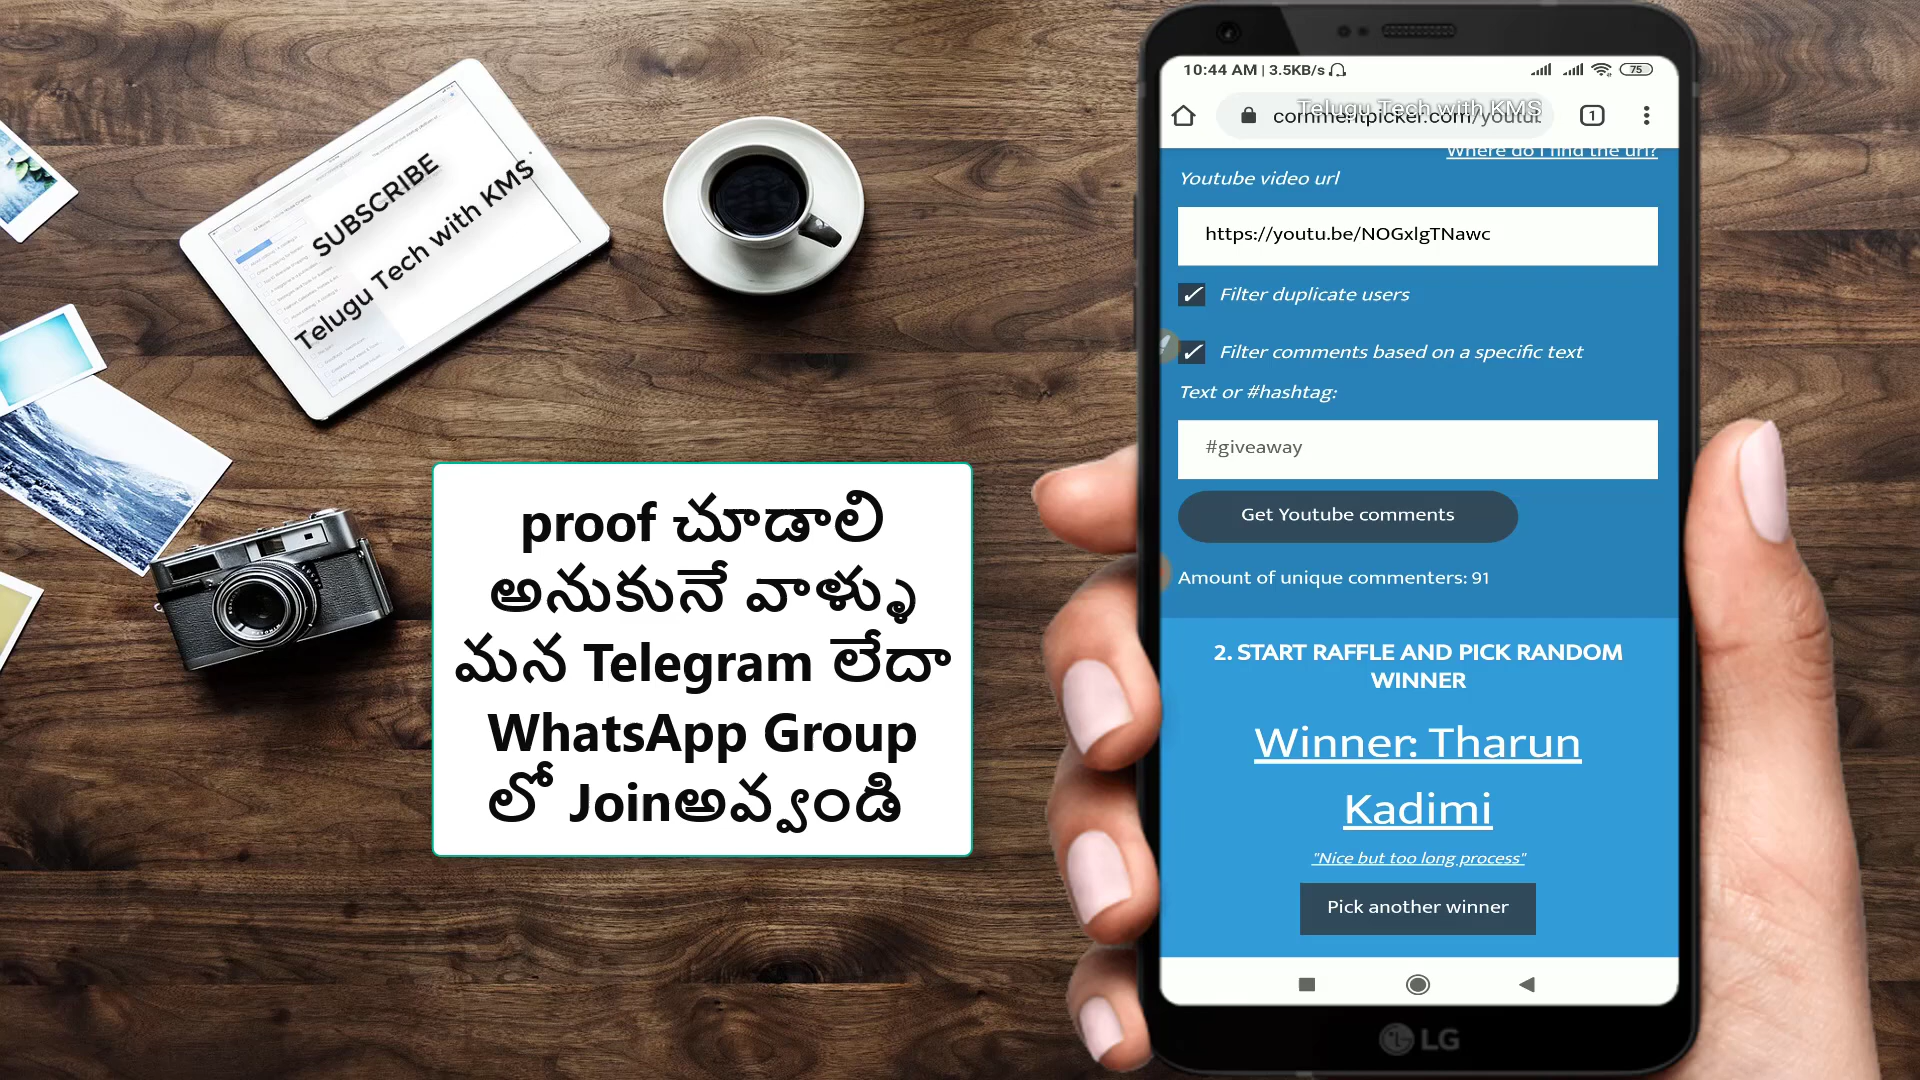 SUBSCRIBE
Telugu Tech with KMS
proof చూడాలి
అనుకునే వాళ్ళు
మన Telegram లేదా
WhatsApp Group
లో Joinఅవ్వండి
10:44 AM | 3.5KB/s
75
Telugu Tech with KMS
commentpicker.com/youtu
1
Where do I find the url?
Youtube video url
https://youtu.be/NOGxlgTNawc
Filter duplicate users
Filter comments based on a specific text
Text or #hashtag:
#giveaway
Get Youtube comments
Amount of unique commenters: 91
2. START RAFFLE AND PICK RANDOM
WINNER
Winner: Tharun
Kadimi
"Nice but too long process"
Pick another winner
LG